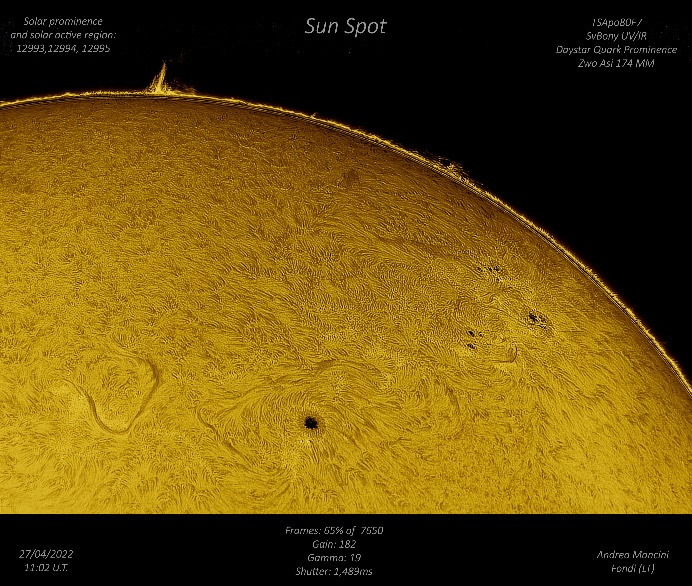 Solar prominence
and solar active region:
12993,12994, 12995
Sun Spot
TSApo80F7
SvBony UV/IR
Daystar Quark Prominence
Zwo Asi 174 MM
27/04/2022
11:02 U.T.
Frames: 65% of 7650
Gain: 182
Gamma: 19
Shutter: 1,489ms
Andrea Mancini
Fondi (LT)